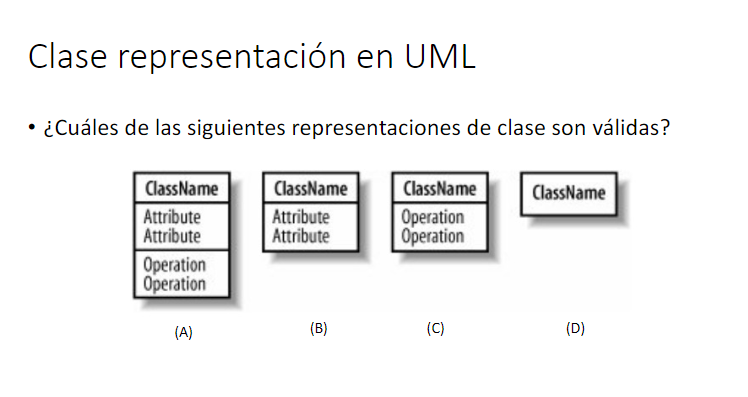 Clase representación en UML
• ¿Cuáles de las siguientes representaciones de clase son válidas?
ClassName
Attribute
Attribute
Operation
Operation
(A)
ClassName
Attribute
Attribute
(B)
ClassName
Operation
Operation
(C)
ClassName
(D)